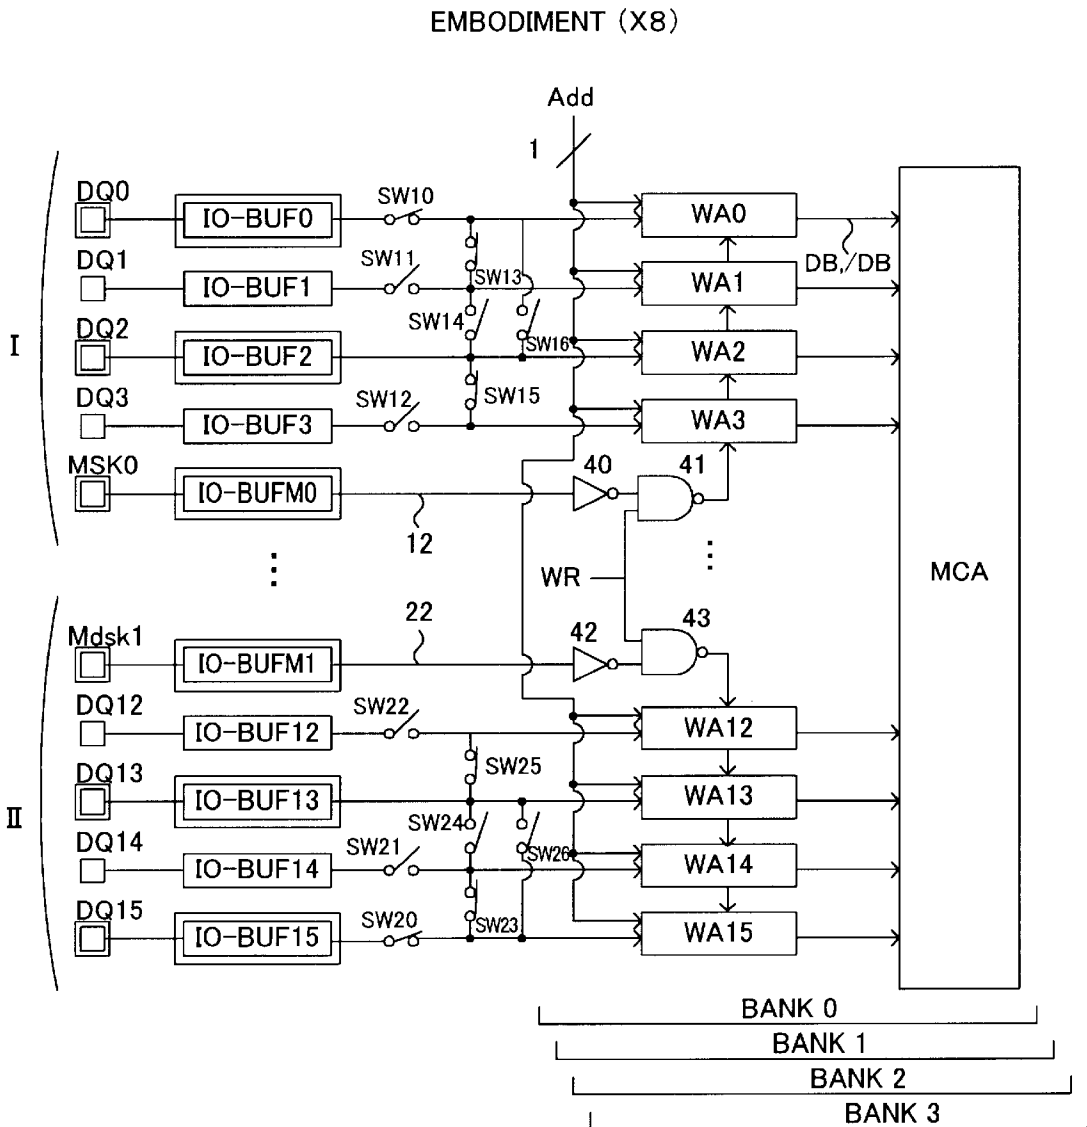 EMBODIMENT (X8)
Add
1
DQ0
IO-BUF0
SW10
WA0
DB,/DB
DQ1
IO-BUF1
SW11
SW13
WA1
SW14
DQ2
IO-BUF2
SW16
WA2
I
DQ3
IO-BUF3
SW12
SW15
WA3
MSK0
IO-BUFM0
12
40
41
⋮
WR
⋮
MCA
Mdsk1
IO-BUFM1
22
42
43
DQ12
IO-BUF12
SW22
WA12
SW25
DQ13
IO-BUF13
WA13
II
SW24
DQ14
IO-BUF14
SW21
SW26
WA14
DQ15
IO-BUF15
SW20
SW23
WA15
BANK 0
BANK 1
BANK 2
BANK 3